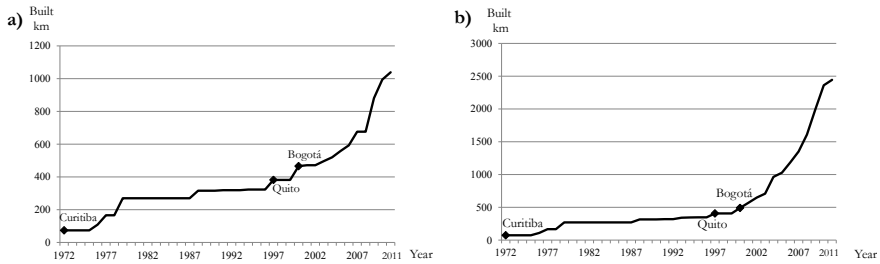 a)
Built
km
1200
1000
800
600
400
200
0
Curitiba
Quito
Bogotá
1972 1977 1982 1987 1992 1997 2002 2007 2011 Year
b)
Built
km
3000
2500
2000
1500
1000
500
0
Curitiba
Quito
Bogotá
1972 1977 1982 1987 1992 1997 2002 2007 2011 Year